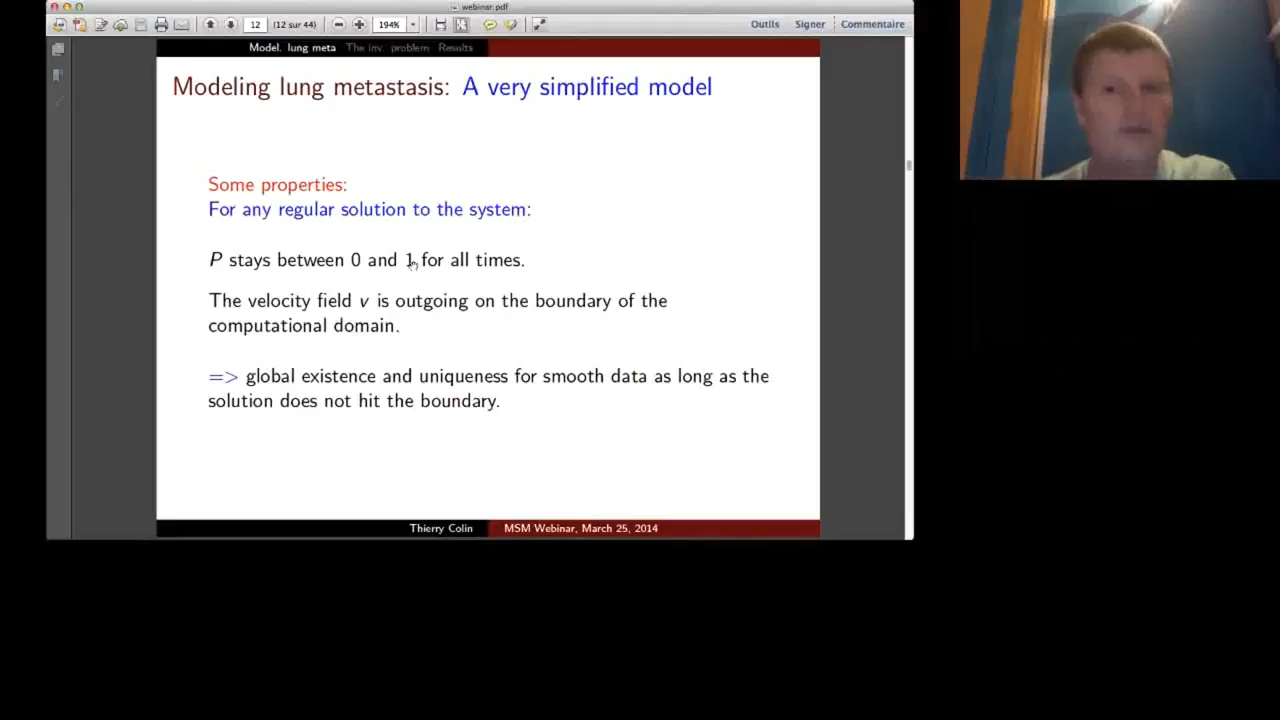 webinar.pdf
12 (12 sur 44) 194% Outils Signer Commentaire
Model. lung meta The inv. problem Results
Modeling lung metastasis: A very simplified model
Some properties:
For any regular solution to the system:
P stays between 0 and 1 for all times.
The velocity field v is outgoing on the boundary of the
computational domain.
=> global existence and uniqueness for smooth data as long as the
solution does not hit the boundary.
Thierry Colin MSM Webinar, March 25, 2014